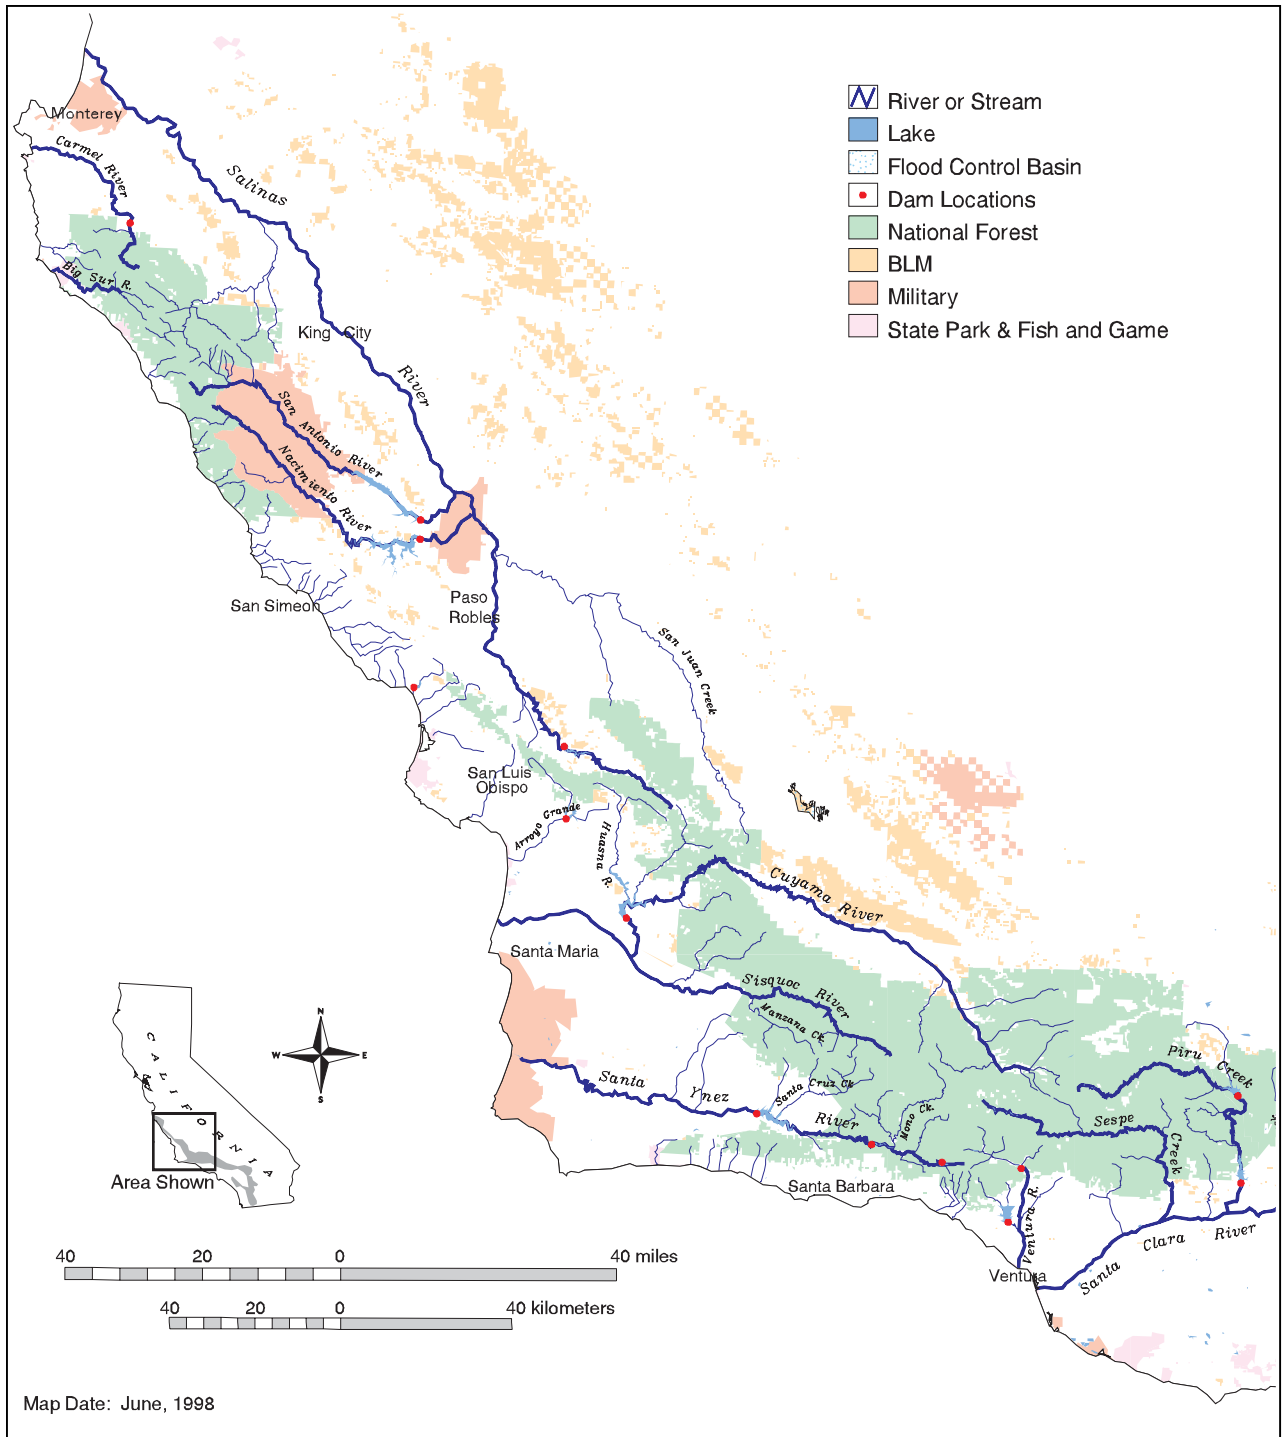 Monterey
Carmel River
Salinas
River
Big Sur R.
King City
San Antonio River
Nacimiento River
San Simeon
Paso
Robles
San Juan Creek
San Luis
Obispo
Arroyo Grande
Huasna
R.
Cuyama River
Santa Maria
Sisquoc River
Manzana Ck.
Santa Ynez
River
Santa Cruz Ck
Mono Ck.
Santa Barbara
Piru
Creek
Sespe
Creek
Ventura R.
Ventura
Santa Clara River
River or Stream
Lake
Flood Control Basin
Dam Locations
National Forest
BLM
Military
State Park & Fish and Game
CALIFORNIA
Area Shown
N
W E
S
40 20 0 40 miles
40 20 0 40 kilometers
Map Date: June, 1998